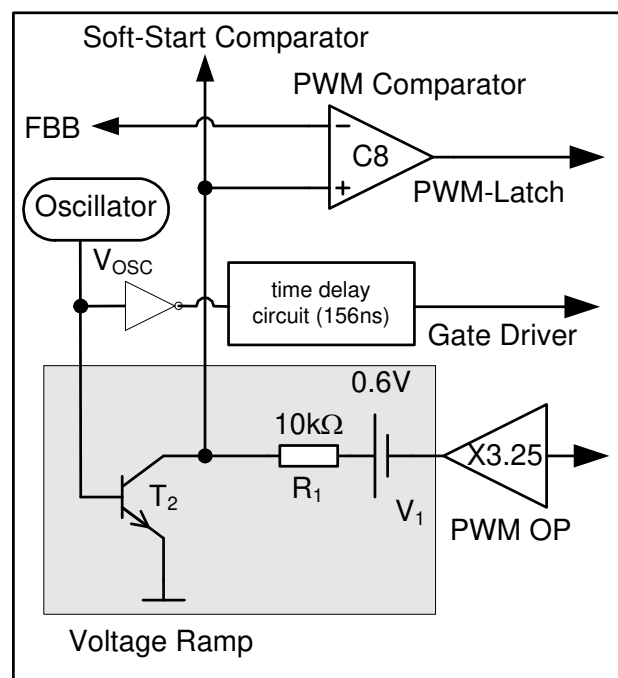 Soft-Start Comparator
PWM Comparator
FBB
−
C8
+
PWM-Latch
Oscillator
VOSC
time delay
circuit (156ns)
Gate Driver
0.6V
10kΩ
X3.25
T2
R1
V1
PWM OP
Voltage Ramp